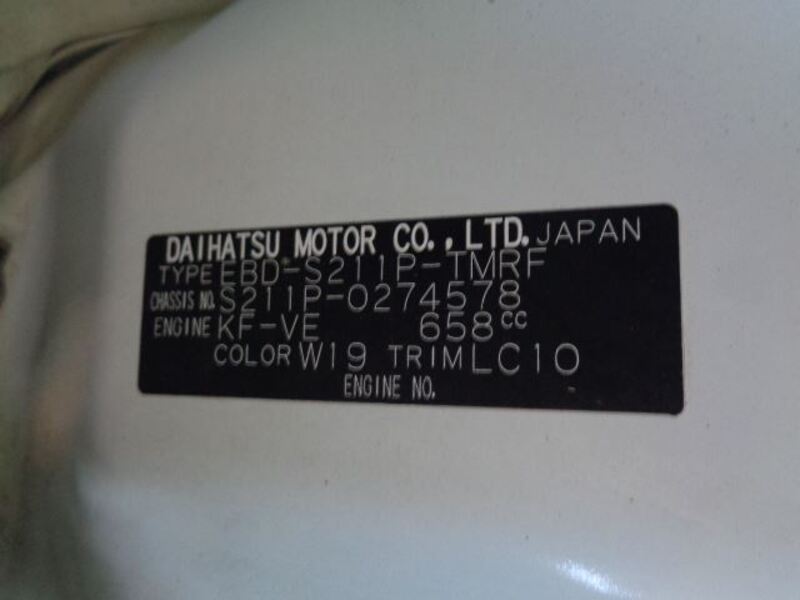 DAIHATSU MOTOR CO., LTD. JAPAN
TYPE EBD-S211P-TMRF
CHASSIS NO. S211P-0274578
ENGINE KF-VE 658cc
COLOR W19 TRIM LC10
ENGINE NO.